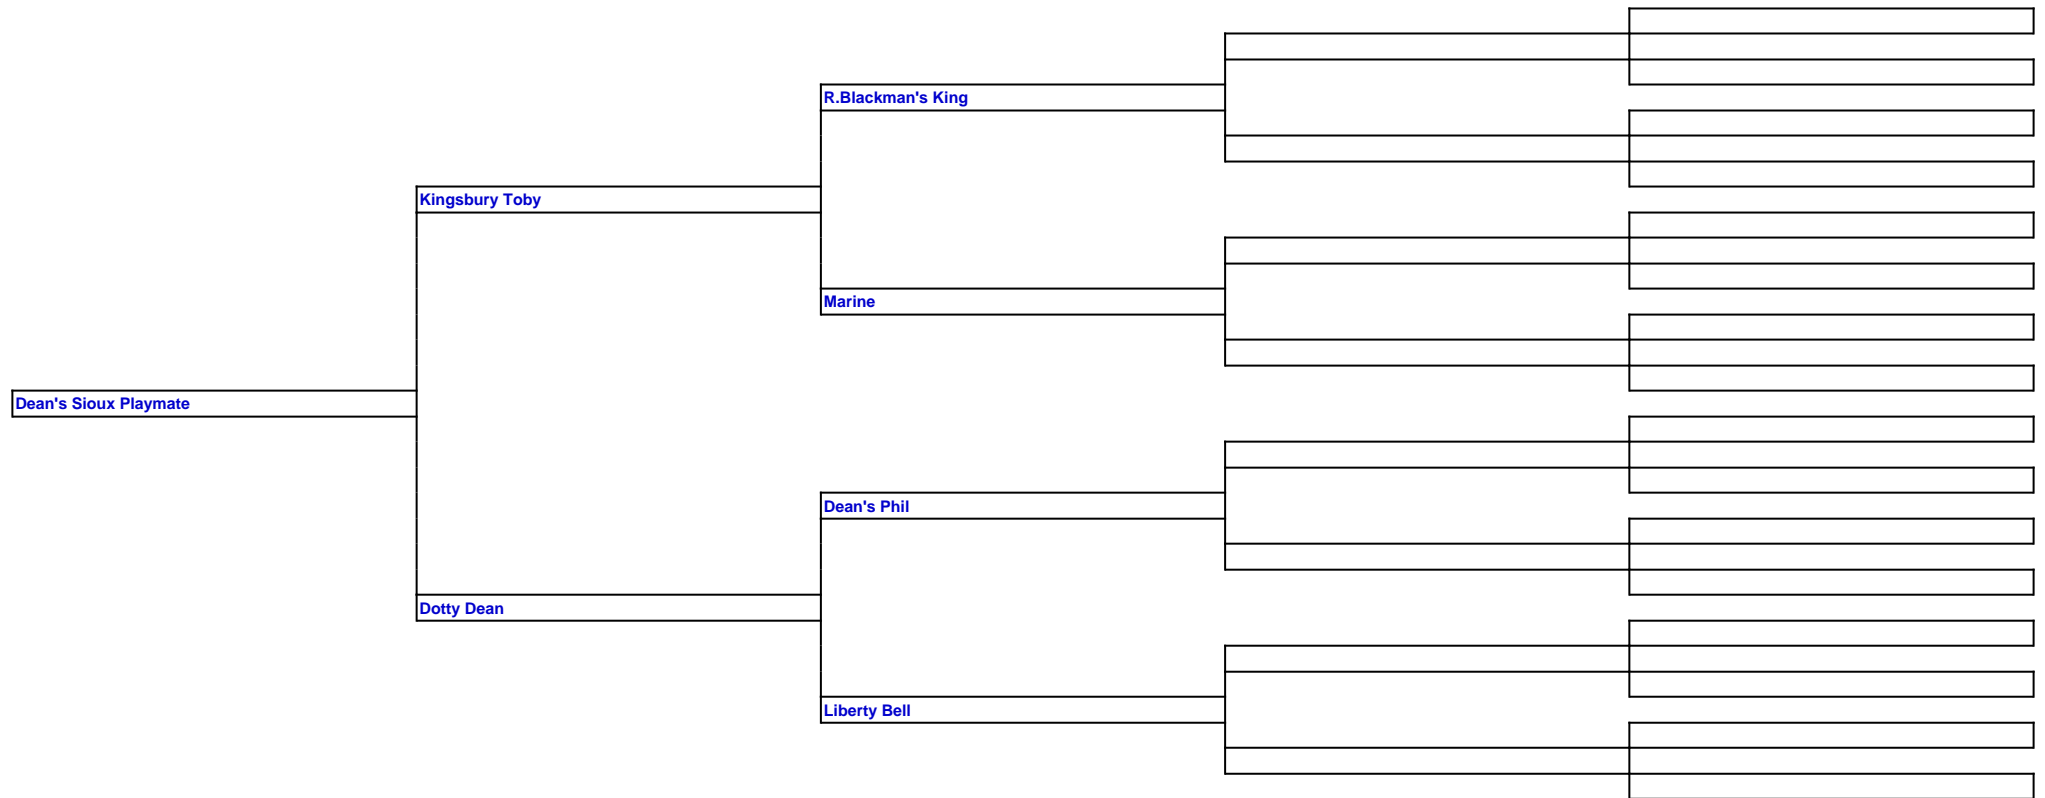 R.Blackman's King
Kingsbury Toby
Marine
Dean's Sioux Playmate
Dean's Phil
Dotty Dean
Liberty Bell